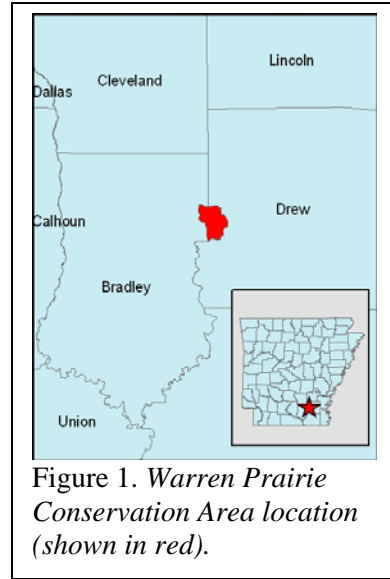 Lincoln
Cleveland
Dallas
Drew
Calhoun
Bradley
Union
Figure 1. Warren Prairie
Conservation Area location
(shown in red).